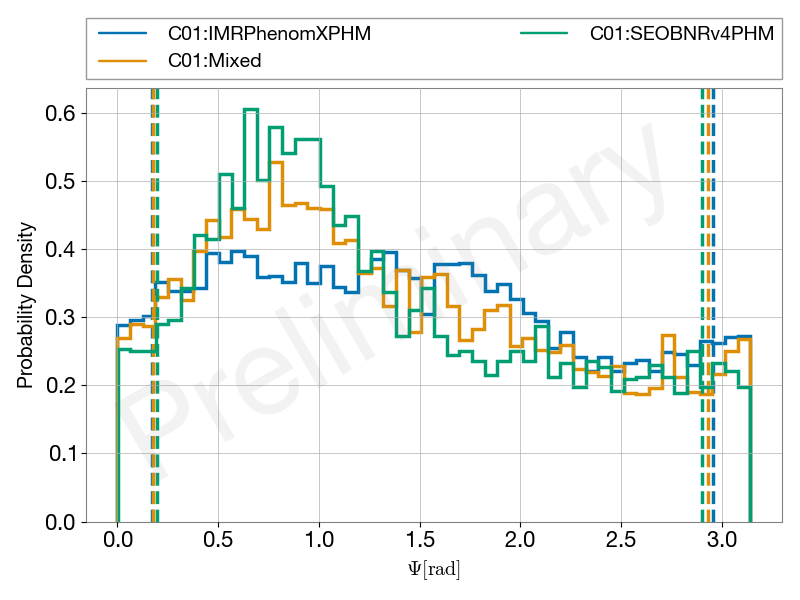 C01:IMRPhenomXPHM
C01:Mixed
C01:SEOBNRv4PHM
Probability Density
0.6
0.5
0.4
0.3
0.2
0.1
0.0
Preliminary
0.0 0.5 1.0 1.5 2.0 2.5 3.0
Ψ[rad]